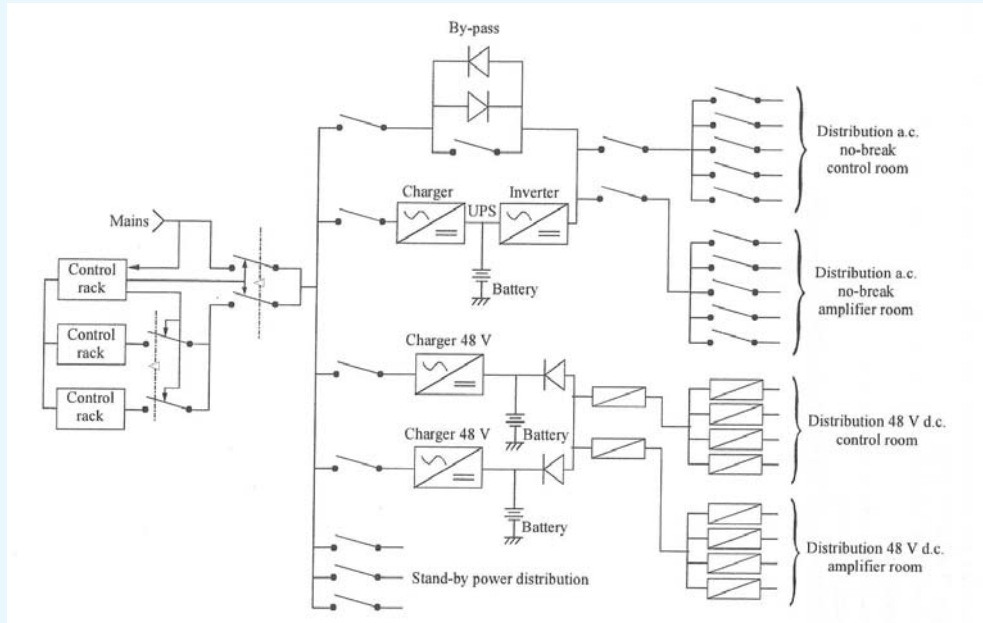 By-pass
Distribution a.c.
no-break
control room
Charger
UPS
Inverter
Mains
Control
rack
Battery
Distribution a.c.
no-break
amplifier room
Control
rack
Charger 48 V
Control
rack
Battery
Distribution 48 V d.c.
control room
Charger 48 V
Battery
Distribution 48 V d.c.
amplifier room
Stand-by power distribution